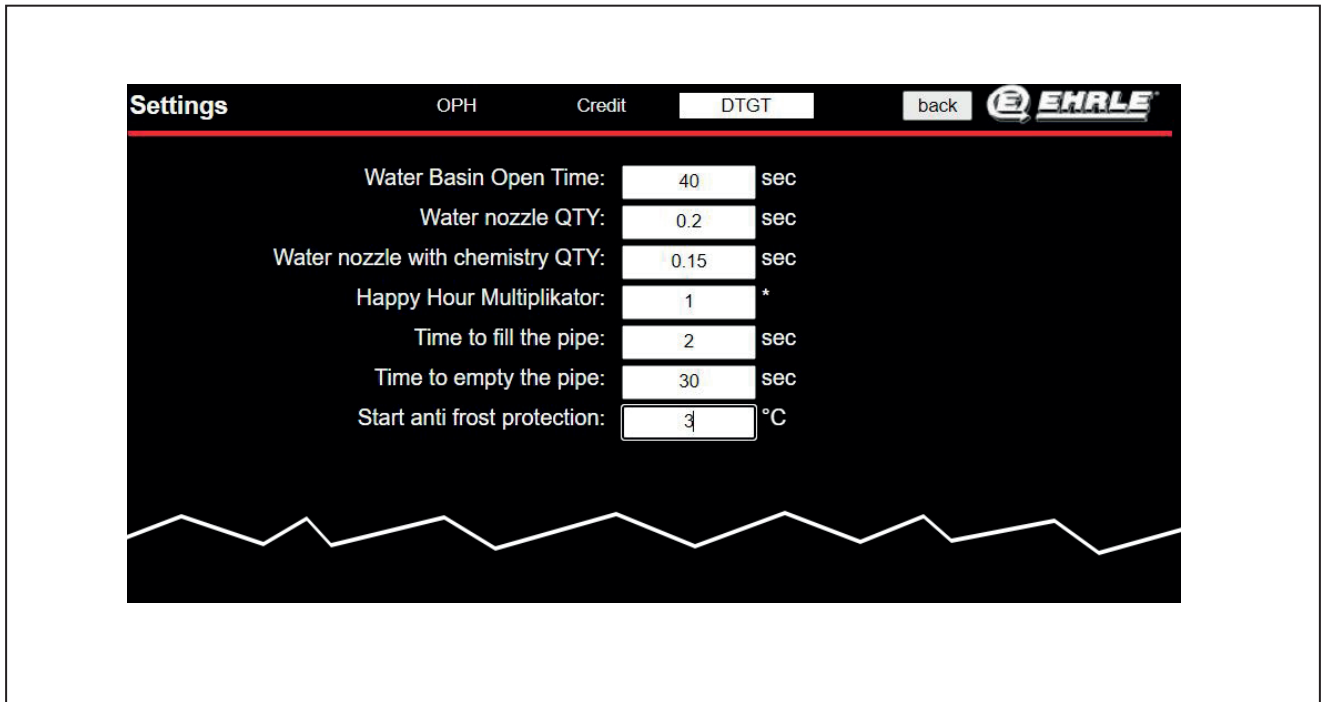 Settings OPH Credit DTGT back EHRLE
Water Basin Open Time: 40 sec
Water nozzle QTY: 0.2 sec
Water nozzle with chemistry QTY: 0.15 sec
Happy Hour Multiplikator: 1 *
Time to fill the pipe: 2 sec
Time to empty the pipe: 30 sec
Start anti frost protection: 3 °C